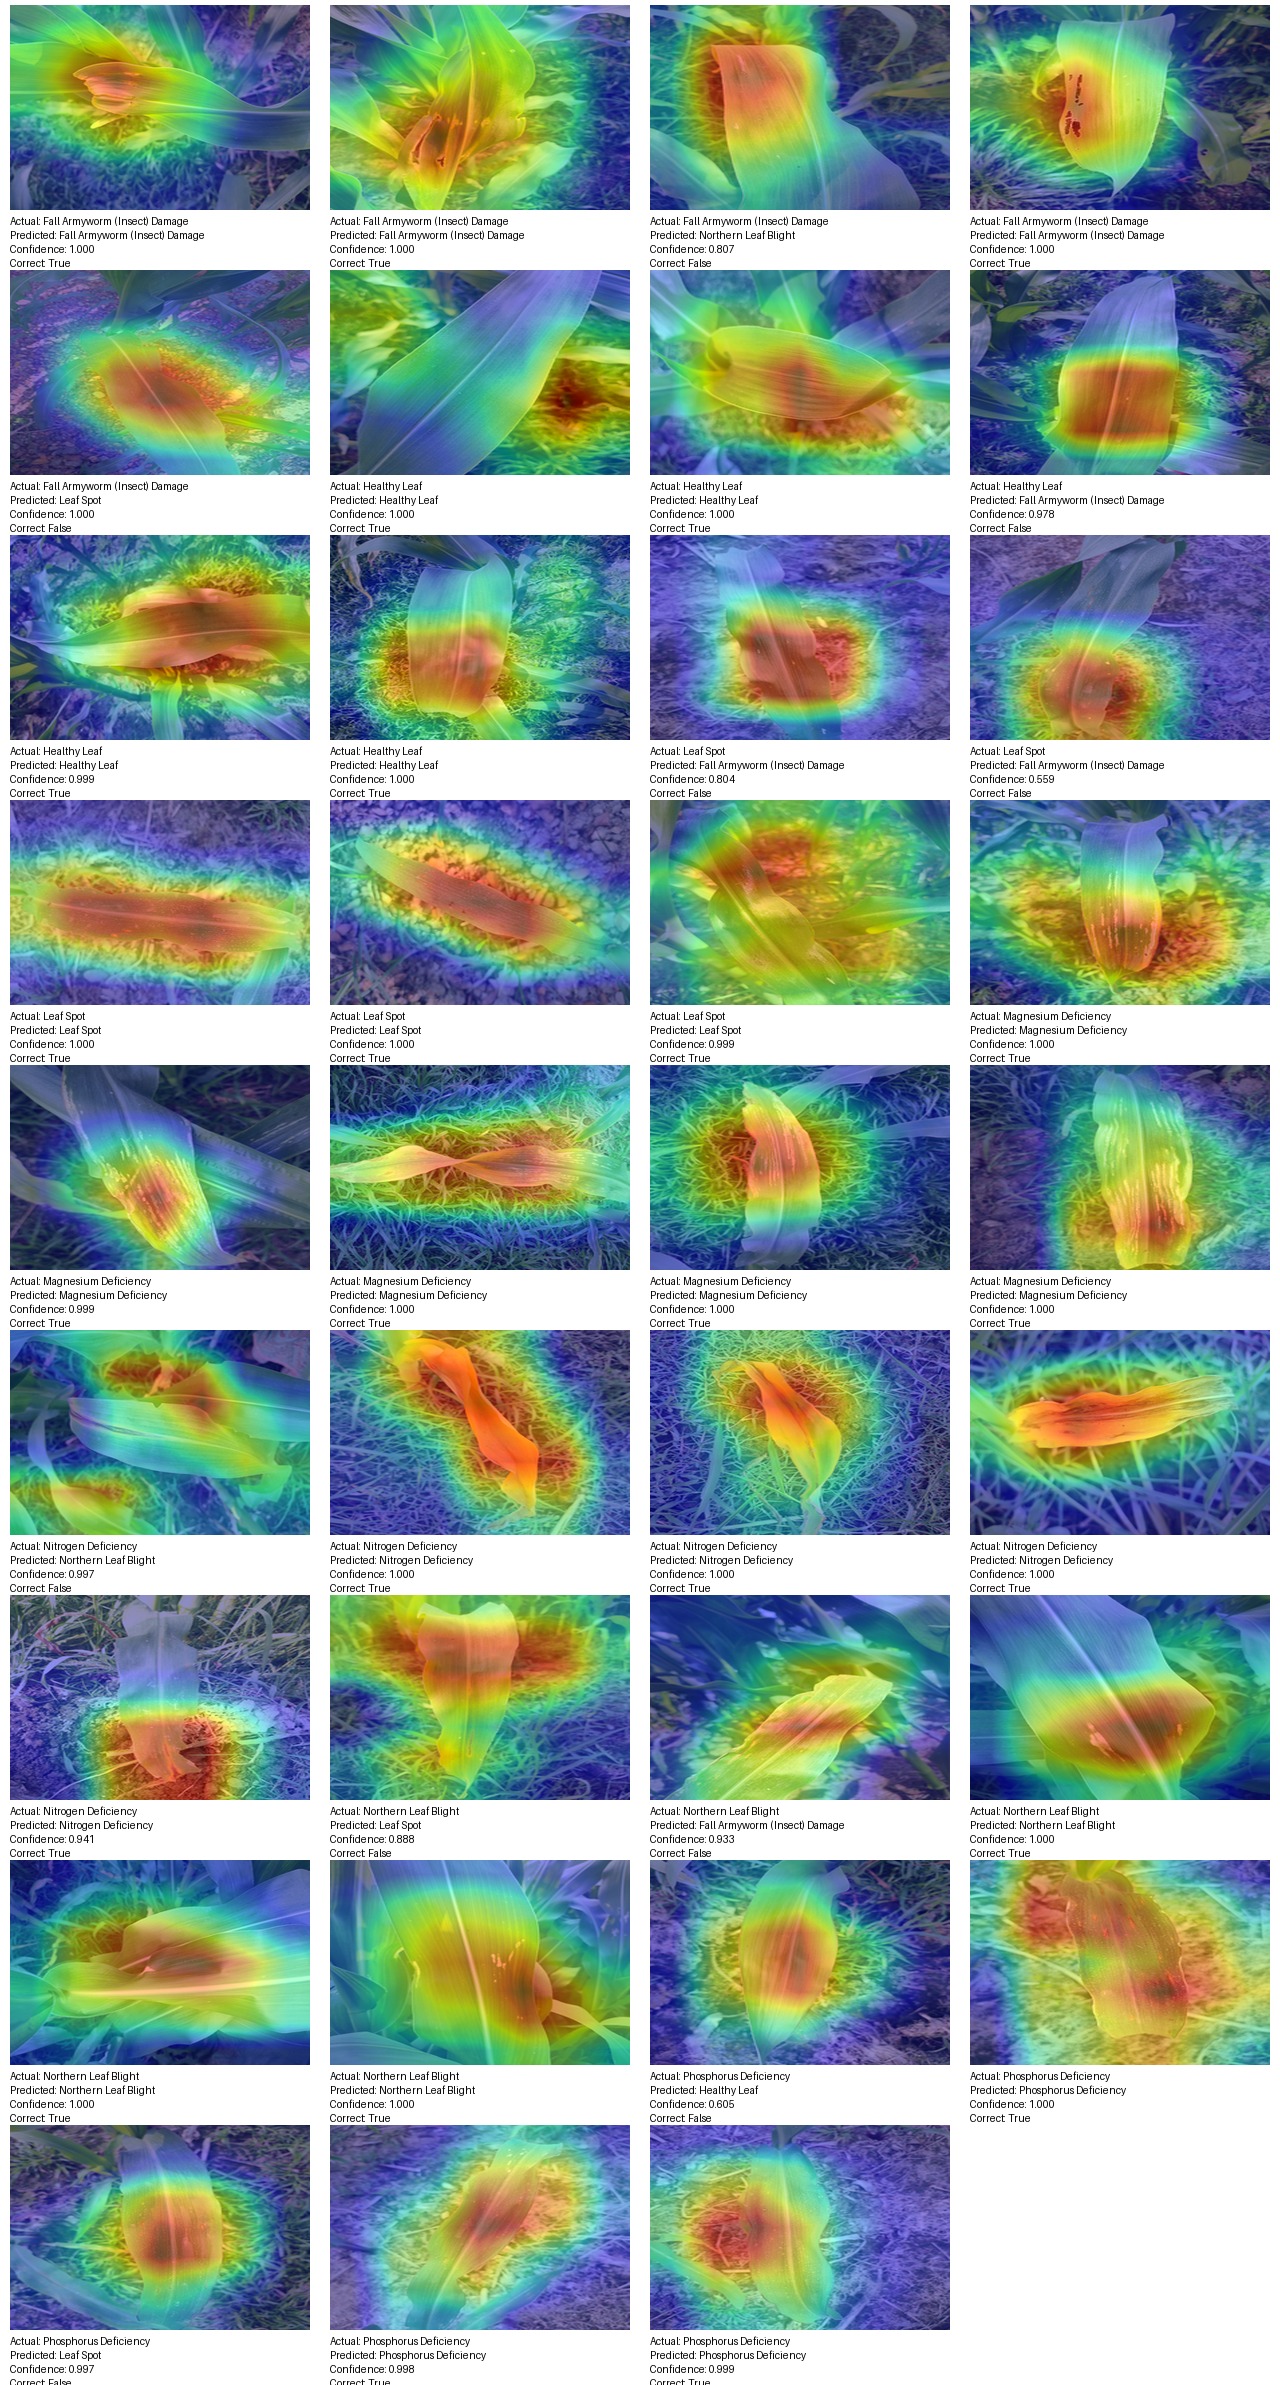 Actual: Fall Armyworm (Insect) Damage
Predicted: Fall Armyworm (Insect) Damage
Confidence: 1.000
Correct: True
Actual: Fall Armyworm (Insect) Damage
Predicted: Fall Armyworm (Insect) Damage
Confidence: 1.000
Correct: True
Actual: Fall Armyworm (Insect) Damage
Predicted: Northern Leaf Blight
Confidence: 0.807
Correct: False
Actual: Fall Armyworm (Insect) Damage
Predicted: Fall Armyworm (Insect) Damage
Confidence: 1.000
Correct: True
Actual: Fall Armyworm (Insect) Damage
Predicted: Leaf Spot
Confidence: 1.000
Correct: False
Actual: Healthy Leaf
Predicted: Healthy Leaf
Confidence: 1.000
Correct: True
Actual: Healthy Leaf
Predicted: Healthy Leaf
Confidence: 1.000
Correct: True
Actual: Healthy Leaf
Predicted: Fall Armyworm (Insect) Damage
Confidence: 0.978
Correct: False
Actual: Healthy Leaf
Predicted: Healthy Leaf
Confidence: 0.999
Correct: True
Actual: Healthy Leaf
Predicted: Healthy Leaf
Confidence: 1.000
Correct: True
Actual: Leaf Spot
Predicted: Fall Armyworm (Insect) Damage
Confidence: 0.804
Correct: False
Actual: Leaf Spot
Predicted: Fall Armyworm (Insect) Damage
Confidence: 0.559
Correct: False
Actual: Leaf Spot
Predicted: Leaf Spot
Confidence: 1.000
Correct: True
Actual: Leaf Spot
Predicted: Leaf Spot
Confidence: 1.000
Correct: True
Actual: Leaf Spot
Predicted: Leaf Spot
Confidence: 0.999
Correct: True
Actual: Magnesium Deficiency
Predicted: Magnesium Deficiency
Confidence: 1.000
Correct: True
Actual: Magnesium Deficiency
Predicted: Magnesium Deficiency
Confidence: 0.999
Correct: True
Actual: Magnesium Deficiency
Predicted: Magnesium Deficiency
Confidence: 1.000
Correct: True
Actual: Magnesium Deficiency
Predicted: Magnesium Deficiency
Confidence: 1.000
Correct: True
Actual: Magnesium Deficiency
Predicted: Magnesium Deficiency
Confidence: 1.000
Correct: True
Actual: Nitrogen Deficiency
Predicted: Northern Leaf Blight
Confidence: 0.997
Correct: False
Actual: Nitrogen Deficiency
Predicted: Nitrogen Deficiency
Confidence: 1.000
Correct: True
Actual: Nitrogen Deficiency
Predicted: Nitrogen Deficiency
Confidence: 1.000
Correct: True
Actual: Nitrogen Deficiency
Predicted: Nitrogen Deficiency
Confidence: 1.000
Correct: True
Actual: Nitrogen Deficiency
Predicted: Nitrogen Deficiency
Confidence: 0.941
Correct: True
Actual: Northern Leaf Blight
Predicted: Leaf Spot
Confidence: 0.888
Correct: False
Actual: Northern Leaf Blight
Predicted: Fall Armyworm (Insect) Damage
Confidence: 0.933
Correct: False
Actual: Northern Leaf Blight
Predicted: Northern Leaf Blight
Confidence: 1.000
Correct: True
Actual: Northern Leaf Blight
Predicted: Northern Leaf Blight
Confidence: 1.000
Correct: True
Actual: Northern Leaf Blight
Predicted: Northern Leaf Blight
Confidence: 1.000
Correct: True
Actual: Phosphorus Deficiency
Predicted: Healthy Leaf
Confidence: 0.605
Correct: False
Actual: Phosphorus Deficiency
Predicted: Phosphorus Deficiency
Confidence: 1.000
Correct: True
Actual: Phosphorus Deficiency
Predicted: Leaf Spot
Confidence: 0.997
Correct: False
Actual: Phosphorus Deficiency
Predicted: Phosphorus Deficiency
Confidence: 0.998
Correct: True
Actual: Phosphorus Deficiency
Predicted: Phosphorus Deficiency
Confidence: 0.999
Correct: True